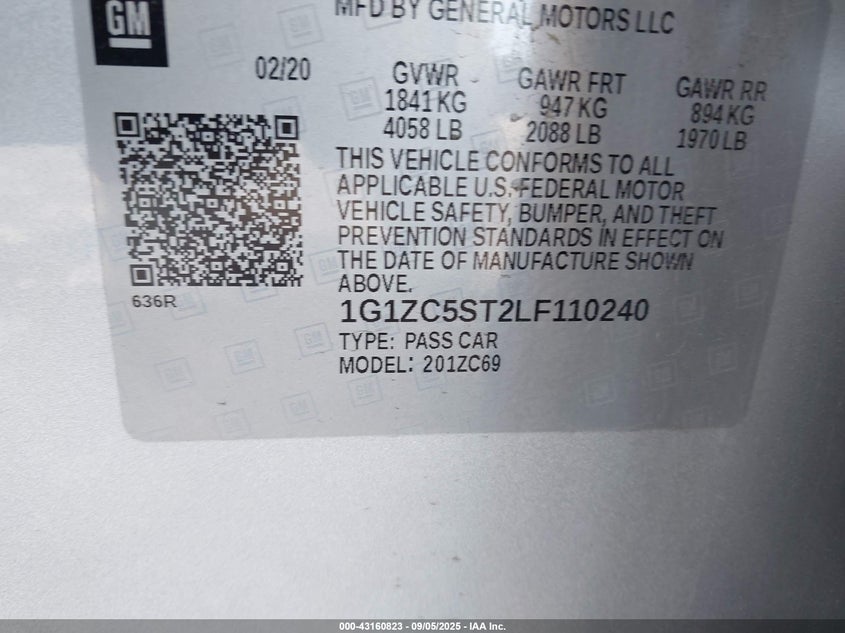 GM
MFD BY GENERAL MOTORS LLC
02/20
GVWR GAWR FRT GAWR RR
1841 KG 947 KG 894 KG
4058 LB 2088 LB 1970 LB
THIS VEHICLE CONFORMS TO ALL
APPLICABLE U.S. FEDERAL MOTOR
VEHICLE SAFETY, BUMPER, AND THEFT
PREVENTION STANDARDS IN EFFECT ON
THE DATE OF MANUFACTURE SHOWN
ABOVE.
636R
1G1ZC5ST2LF110240
TYPE: PASS CAR
MODEL: 201ZC69
000-43160823 - 09/05/2025 - IAA Inc.